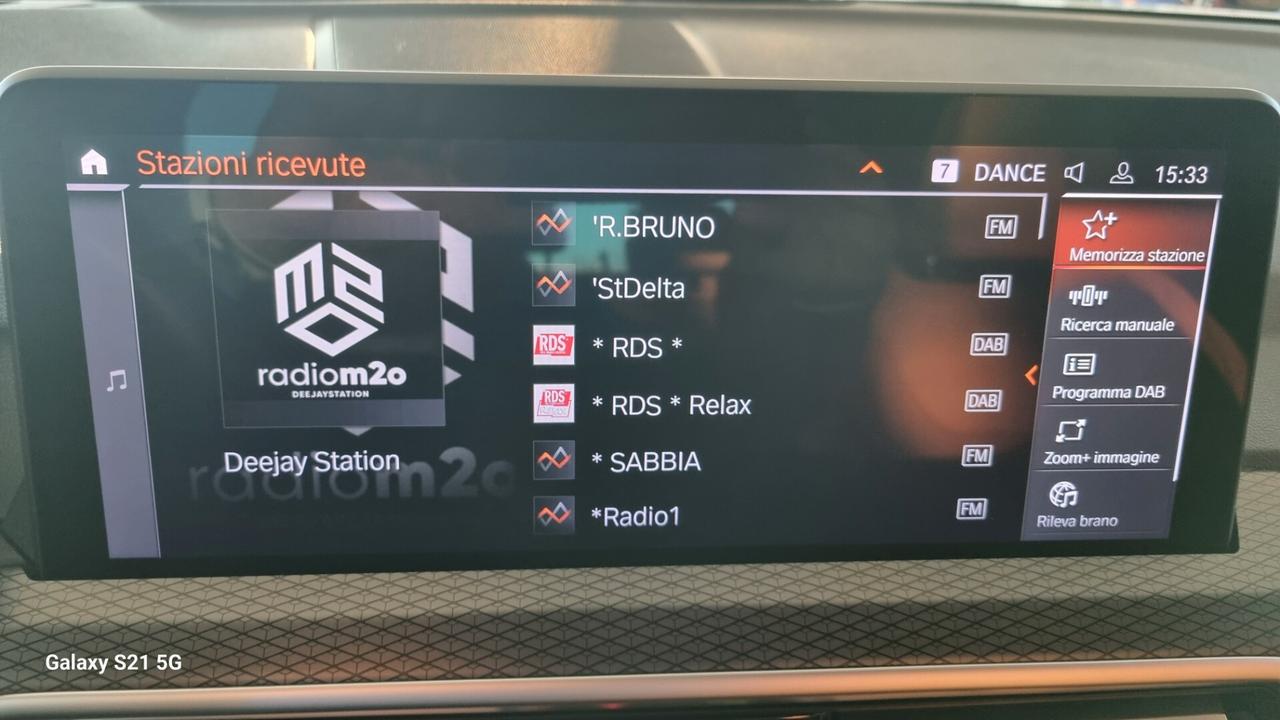 Stazioni ricevute
7 DANCE 15:33
m2o
radiom2o
DEEJAYSTATION
Deejay Station
radiom2o
'R.BRUNO FM
'StDelta FM
RDS * RDS * DAB
RDS RELAX * RDS * Relax DAB
* SABBIA FM
*Radio1 FM
Memorizza stazione
Ricerca manuale
Programma DAB
Zoom+ immagine
Rileva brano
Galaxy S21 5G